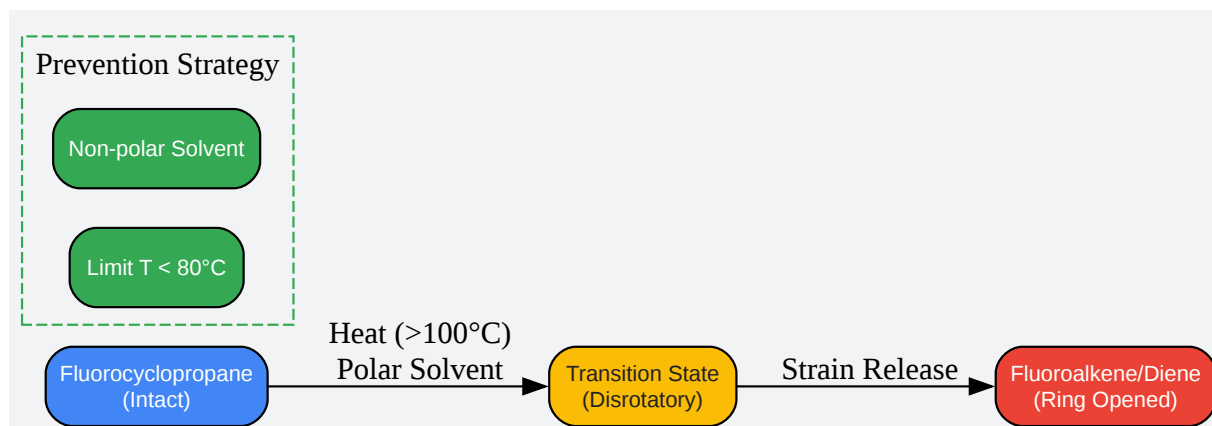 Prevention Strategy
Non-polar Solvent
Limit T < 80°C
Fluorocyclopropane
(Intact)
Heat (>100°C)
Polar Solvent
Transition State
(Disrotatory)
Strain Release
Fluoroalkene/Diene
(Ring Opened)